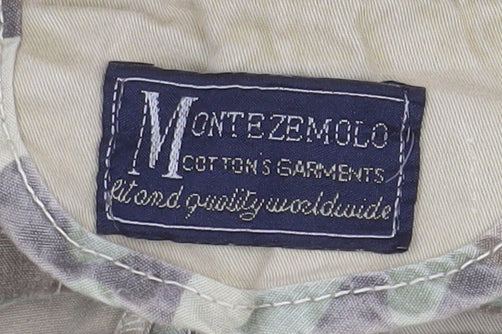 MONTEZEMOLO
COTTON'S GARMENTS
fit and quality worldwide